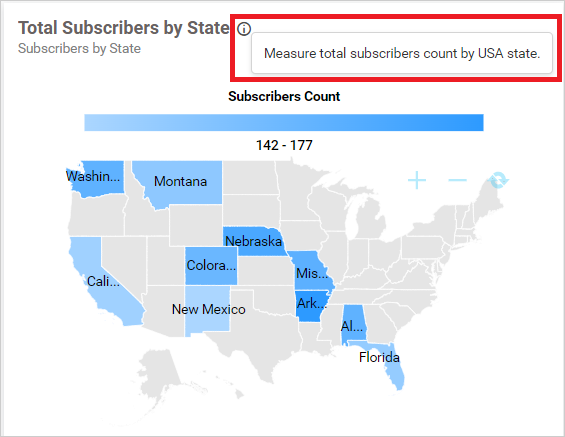 Total Subscribers by State
Measure total subscribers count by USA state.
Subscribers by State
Subscribers Count
142 - 177
Washin...
Montana
Nebraska
Colora...
Cali...
Mis...
Ark...
New Mexico
Al...
Florida